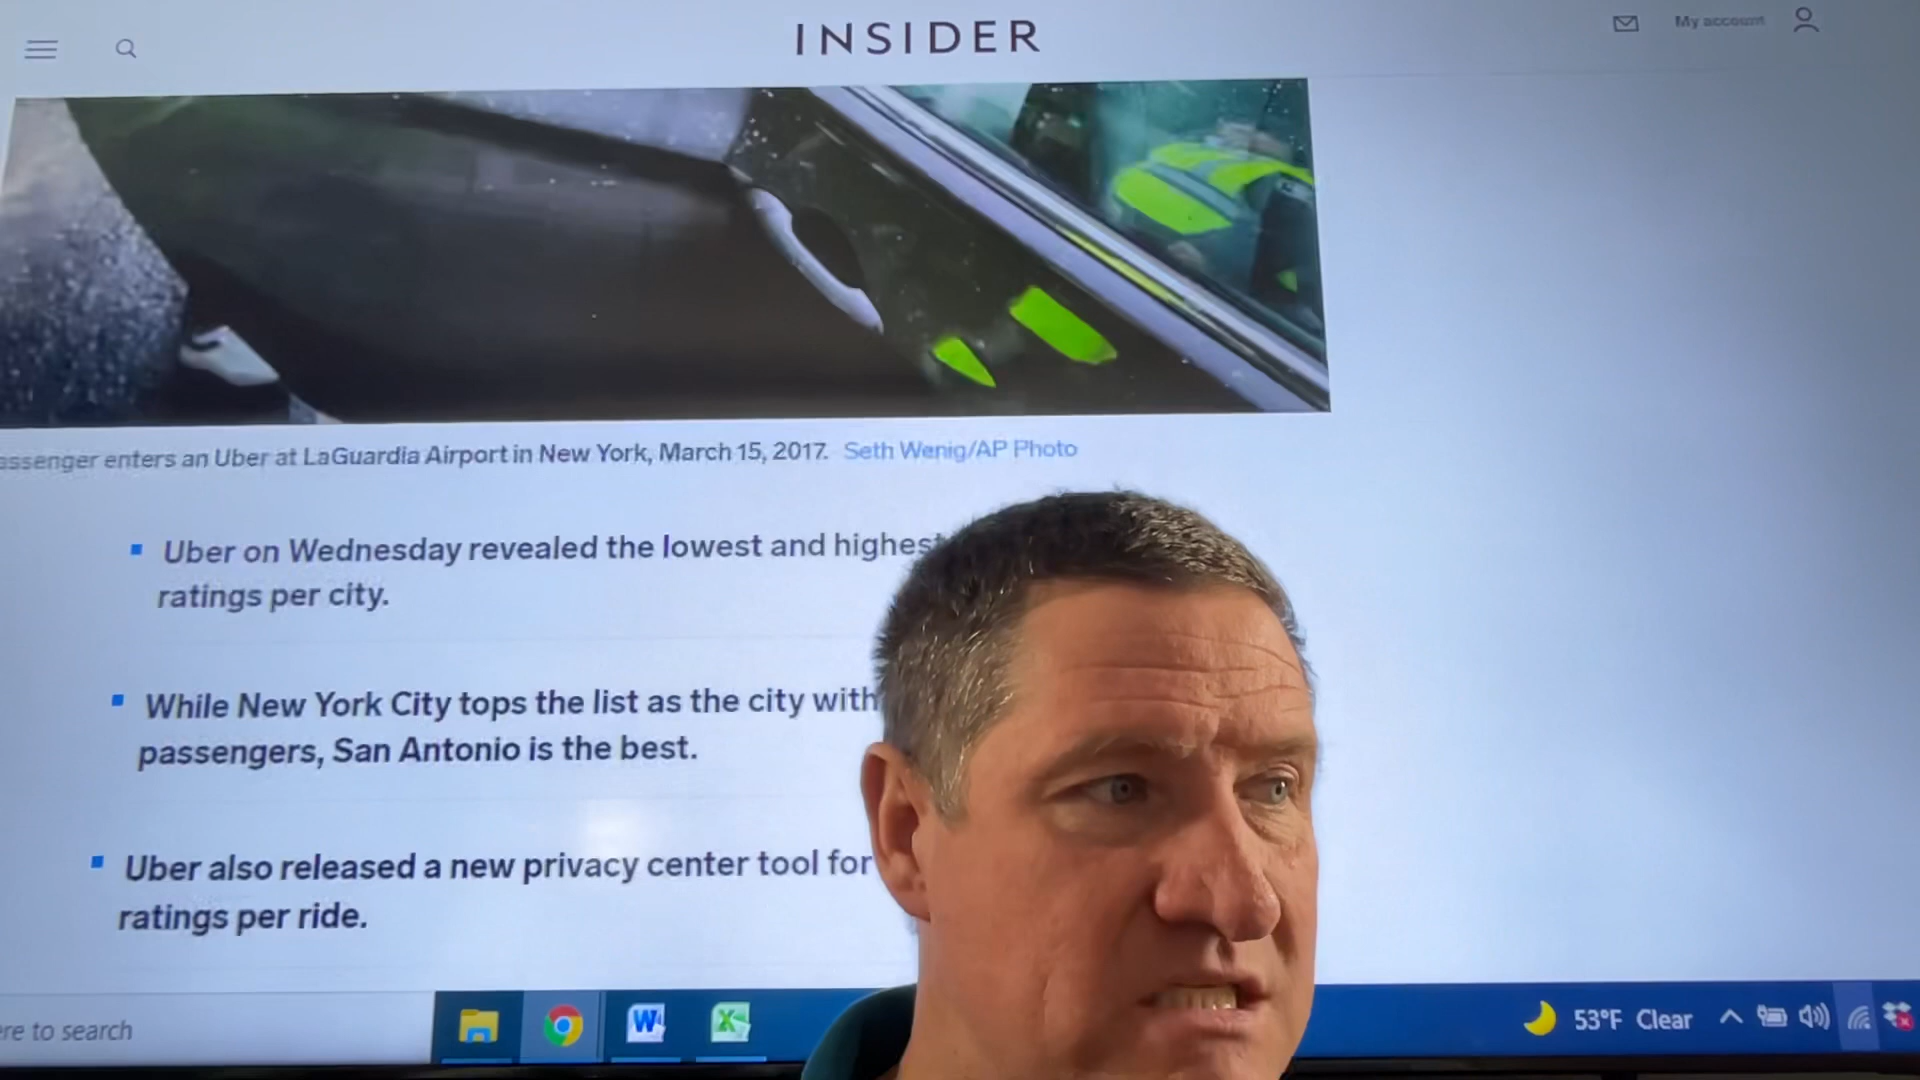 INSIDER
My account
assenger enters an Uber at LaGuardia Airport in New York, March 15, 2017. Seth Wenig/AP Photo
Uber on Wednesday revealed the lowest and highest
ratings per city.
While New York City tops the list as the city with
passengers, San Antonio is the best.
Uber also released a new privacy center tool for
ratings per ride.
re to search
W
X
53°F Clear